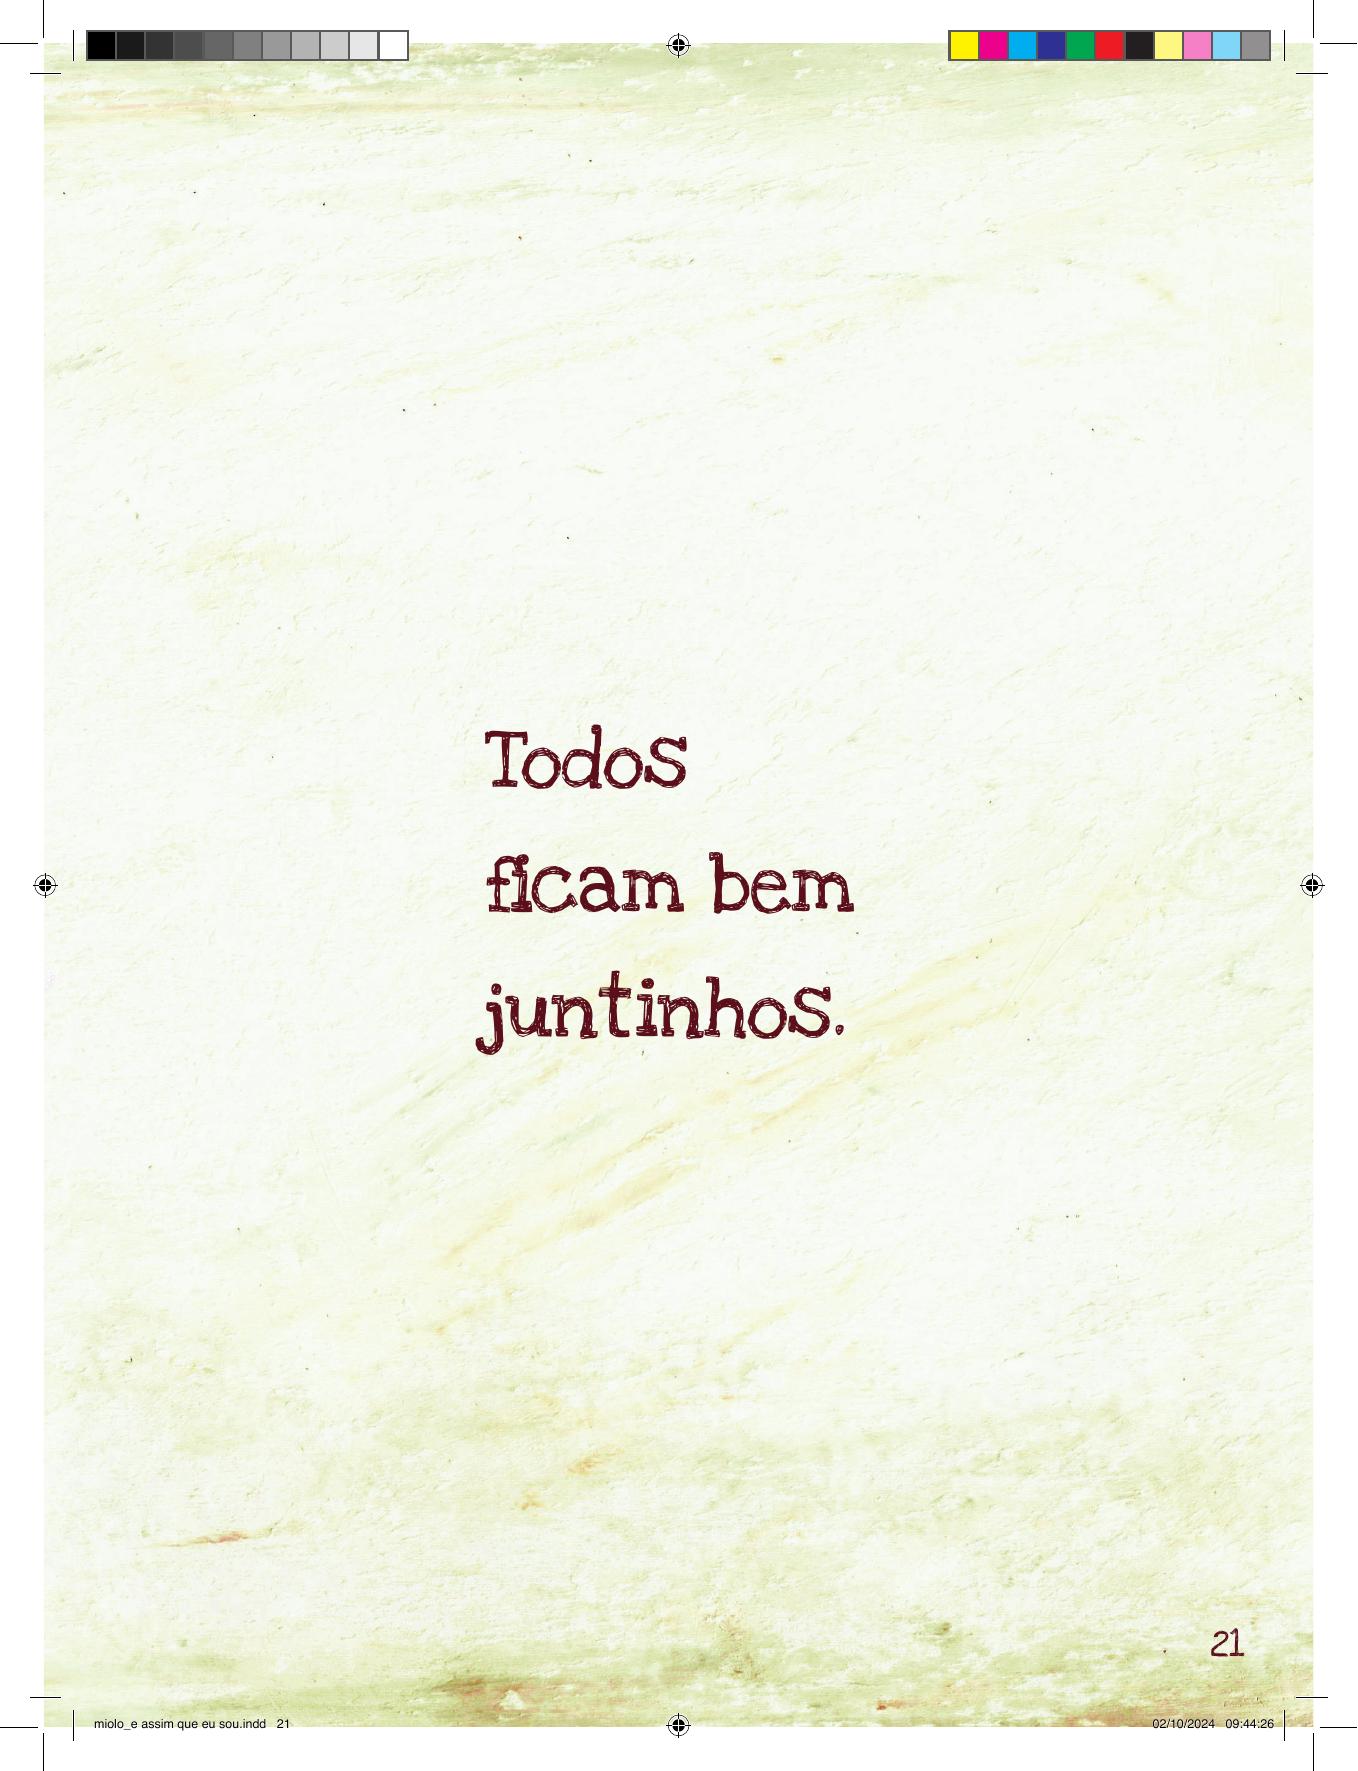 Todos
ficam bem
juntinhos.
21
miolo_e assim que eu sou.indd   21
02/10/2024   09:44:26